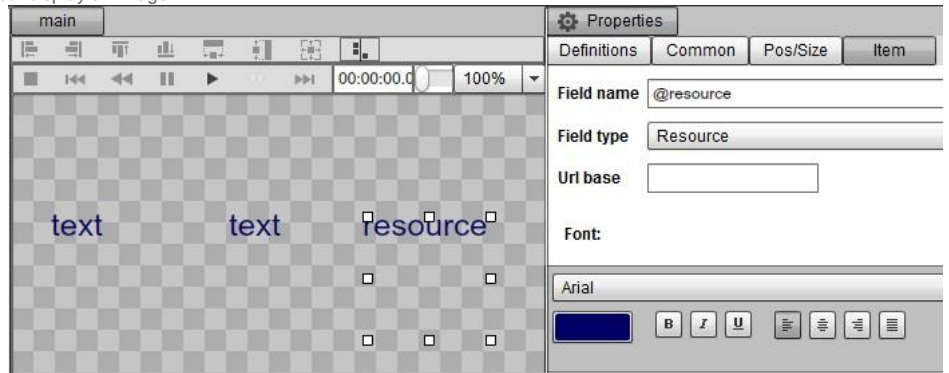 main
Properties
Definitions Common Pos/Size Item
00:00:00.0 100%
Field name @resource
Field type Resource
Url base
text text resource
Font:
Arial
B I U